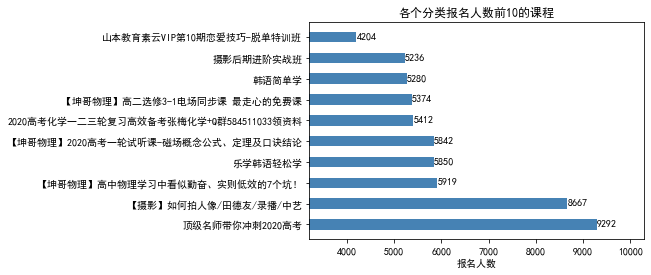 各个分类报名人数前10的课程
山本教育素云VIP第10期恋爱技巧-脱单特训班 4204
摄影后期进阶实战班 5236
韩语简单学 5280
【坤哥物理】高二选修3-1电场同步课 最走心的免费课 5374
2020高考化学一二三轮复习高效备考张梅化学+Q群584511033领资料 5412
【坤哥物理】2020高考一轮试听课-磁场概念公式、定理及口诀结论 5842
乐学韩语轻松学 5850
【坤哥物理】高中物理学习中看似勤奋、实则低效的7个坑！ 5919
【摄影】如何拍人像/田德友/录播/中艺 8667
顶级名师带你冲刺2020高考 9292
4000 5000 6000 7000 8000 9000 10000
报名人数